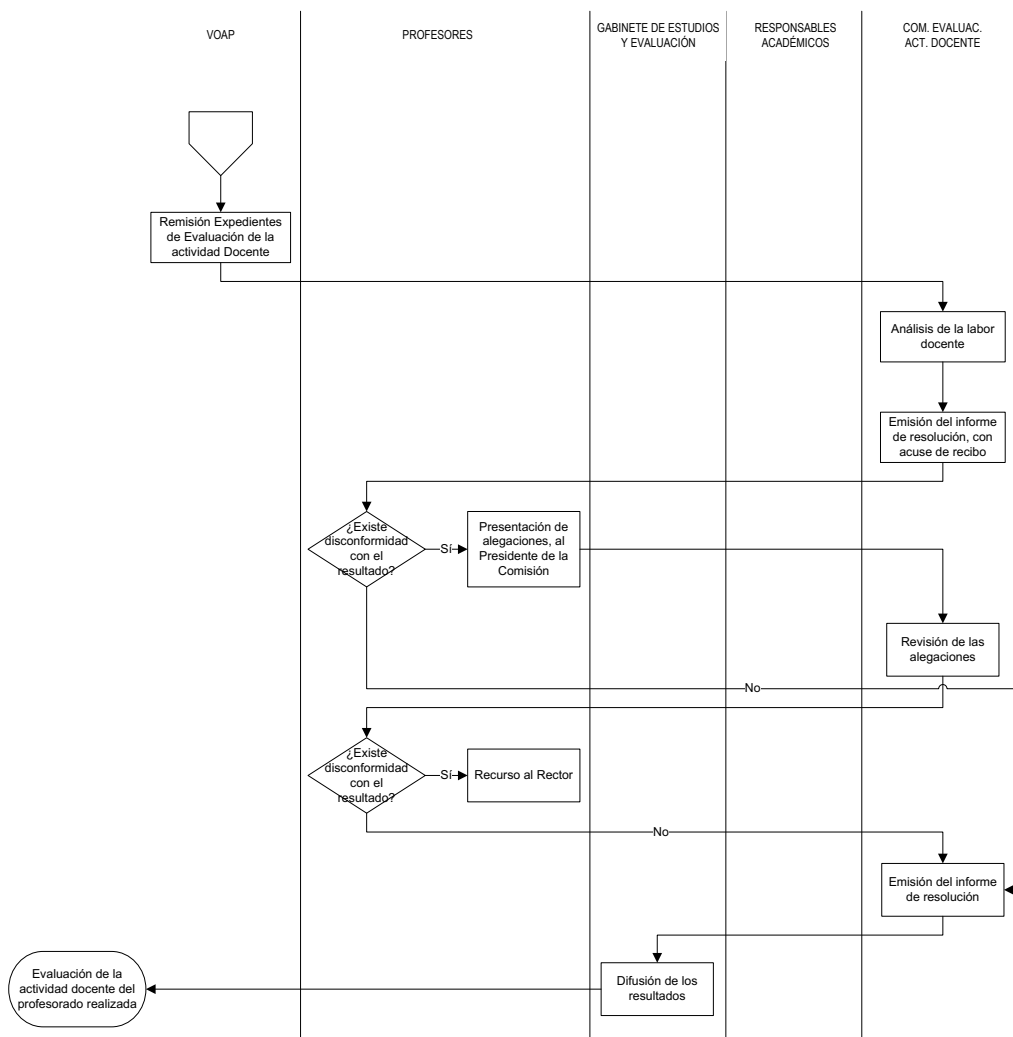 VOAP
PROFESORES
GABINETE DE ESTUDIOS
Y EVALUACIÓN
RESPONSABLES
ACADÉMICOS
COM. EVALUAC.
ACT. DOCENTE
Remisión Expedientes
de Evaluación de la
actividad Docente
Análisis de la labor
docente
Emisión del informe
de resolución, con
acuse de recibo
¿Existe
disconformidad
con el
resultado?
Sí
Presentación de
alegaciones, al
Presidente de la
Comisión
Revisión de las
alegaciones
No
¿Existe
disconformidad
con el
resultado?
Sí
Recurso al Rector
No
Emisión del informe
de resolución
Difusión de los
resultados
Evaluación de la
actividad docente del
profesorado realizada